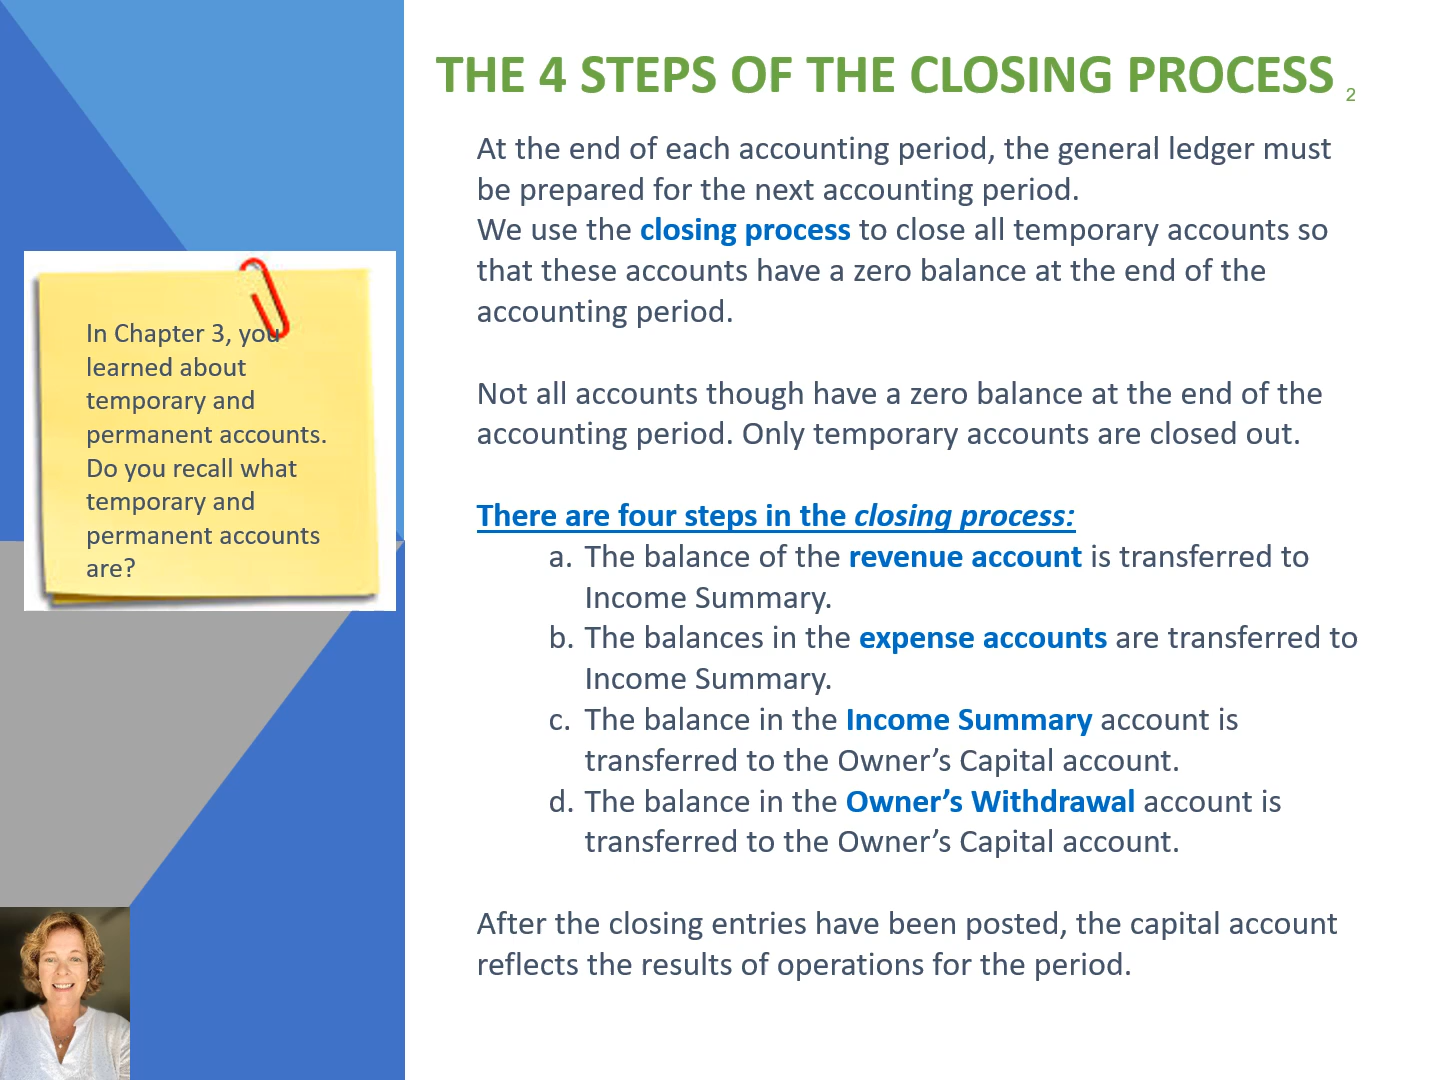 THE 4 STEPS OF THE CLOSING PROCESS 2
At the end of each accounting period, the general ledger must
be prepared for the next accounting period.
We use the closing process to close all temporary accounts so
that these accounts have a zero balance at the end of the
accounting period.
Not all accounts though have a zero balance at the end of the
accounting period. Only temporary accounts are closed out.
There are four steps in the closing process:
a. The balance of the revenue account is transferred to
Income Summary.
b. The balances in the expense accounts are transferred to
Income Summary.
c. The balance in the Income Summary account is
transferred to the Owner’s Capital account.
d. The balance in the Owner’s Withdrawal account is
transferred to the Owner’s Capital account.
After the closing entries have been posted, the capital account
reflects the results of operations for the period.
In Chapter 3, you
learned about
temporary and
permanent accounts.
Do you recall what
temporary and
permanent accounts
are?